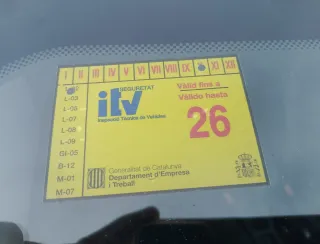 I II III IV V VI VII VIII IX XI XII
SEGURETAT
itv
Inspecció Tècnica de Vehicles
Vàlid fins a
Válido hasta
26
L-03
L-06
L-07
L-08
L-09
GI-05
B-12
M-01
M-07
Generalitat de Catalunya
Departament d'Empresa
i Treball